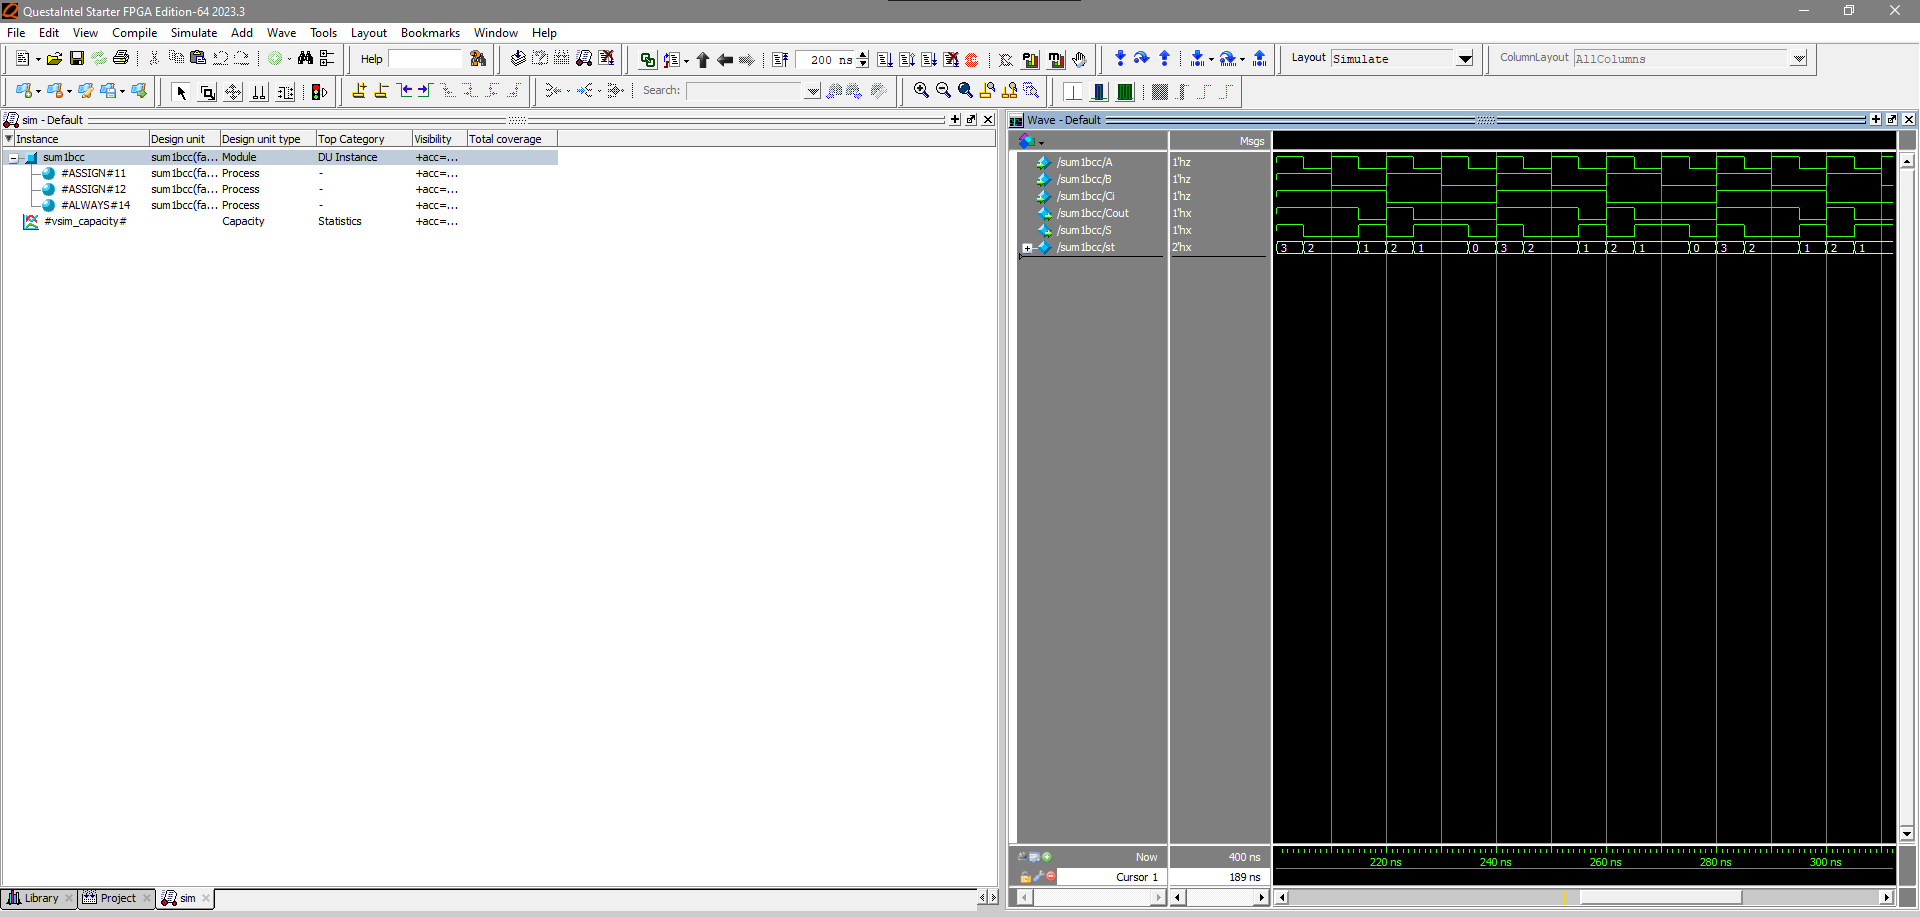 QuestaIntel Starter FPGA Edition-64 2023.3
File Edit View Compile Simulate Add Wave Tools Layout Bookmarks Window Help
Help 200 ns Layout Simulate ColumnLayout AllColumns
Search:
sim - Default
Instance Design unit Design unit type Top Category Visibility Total coverage
sum1bcc sum1bcc(fa... Module DU Instance +acc=...
#ASSIGN#11 sum1bcc(fa... Process - +acc=...
#ASSIGN#12 sum1bcc(fa... Process - +acc=...
#ALWAYS#14 sum1bcc(fa... Process - +acc=...
#vsim_capacity# Capacity Statistics +acc=...
Library Project sim
Wave - Default
Msgs
/sum1bcc/A 1'hz
/sum1bcc/B 1'hz
/sum1bcc/Ci 1'hz
/sum1bcc/Cout 1'hx
/sum1bcc/S 1'hx
/sum1bcc/st 2'hx 3 2 1 2 1 0 3 2 1 2 1 0 3 2 1 2 1
Now 400 ns 220 ns 240 ns 260 ns 280 ns 300 ns
Cursor 1 189 ns